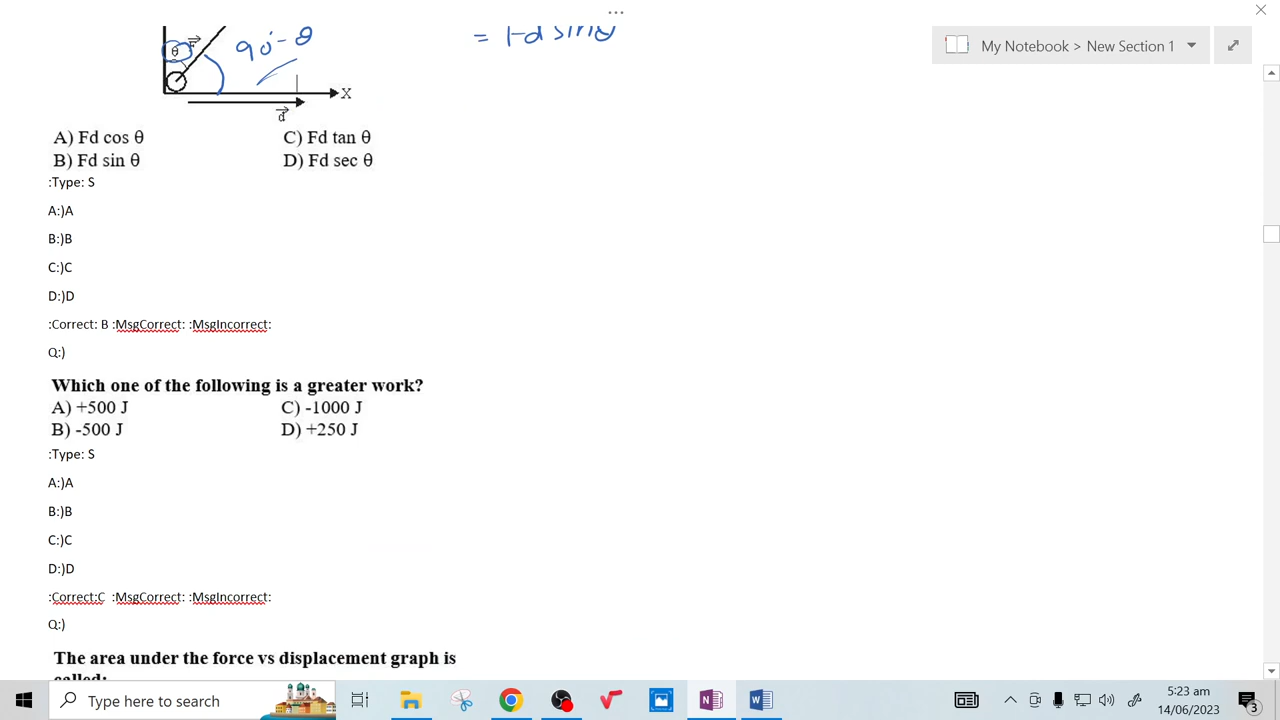 My Notebook > New Section 1
= Fd sinθ
90° - θ
θ
F
X
d
A) Fd cos θ
C) Fd tan θ
B) Fd sin θ
D) Fd sec θ
:Type: S
A:)A
B:)B
C:)C
D:)D
:Correct: B :MsgCorrect: :MsgIncorrect:
Q:)
Which one of the following is a greater work?
A) +500 J
C) -1000 J
B) -500 J
D) +250 J
:Type: S
A:)A
B:)B
C:)C
D:)D
:Correct:C :MsgCorrect: :MsgIncorrect:
Q:)
The area under the force vs displacement graph is
called:
Type here to search
5:23 am
14/06/2023
3